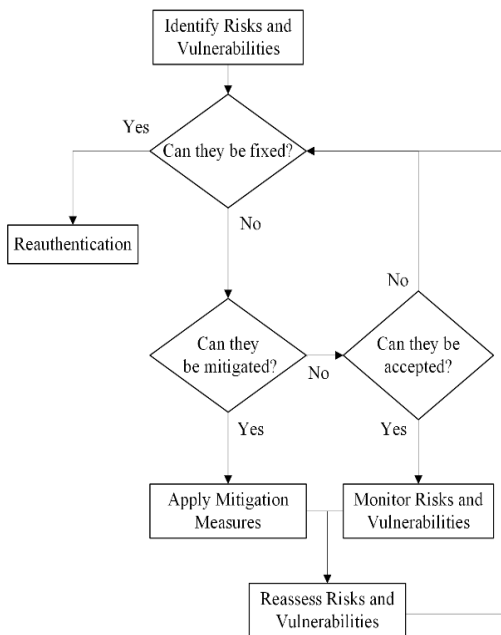 Identify Risks and
Vulnerabilities
Yes
Can they be fixed?
Reauthentication
No
No
Can they
be mitigated?
No
Can they be
accepted?
Yes
Yes
Apply Mitigation
Measures
Monitor Risks and
Vulnerabilities
Reassess Risks and
Vulnerabilities